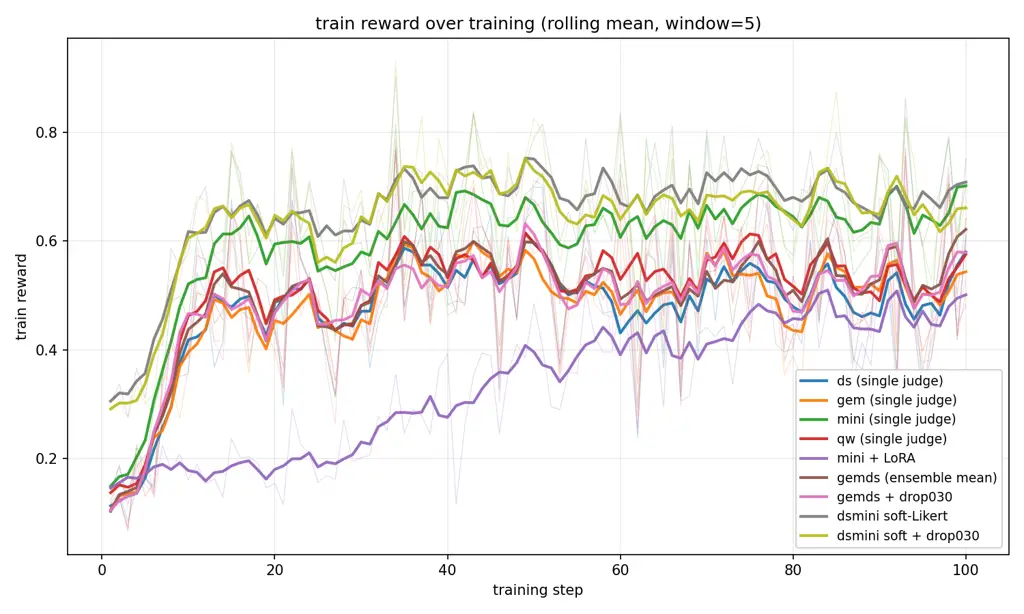 train reward over training (rolling mean, window=5)
train reward
0.8
0.6
0.4
0.2
0
20
40
60
80
100
training step
ds (single judge)
gem (single judge)
mini (single judge)
qw (single judge)
mini + LoRA
gemds (ensemble mean)
gemds + drop030
dsmini soft-Likert
dsmini soft + drop030